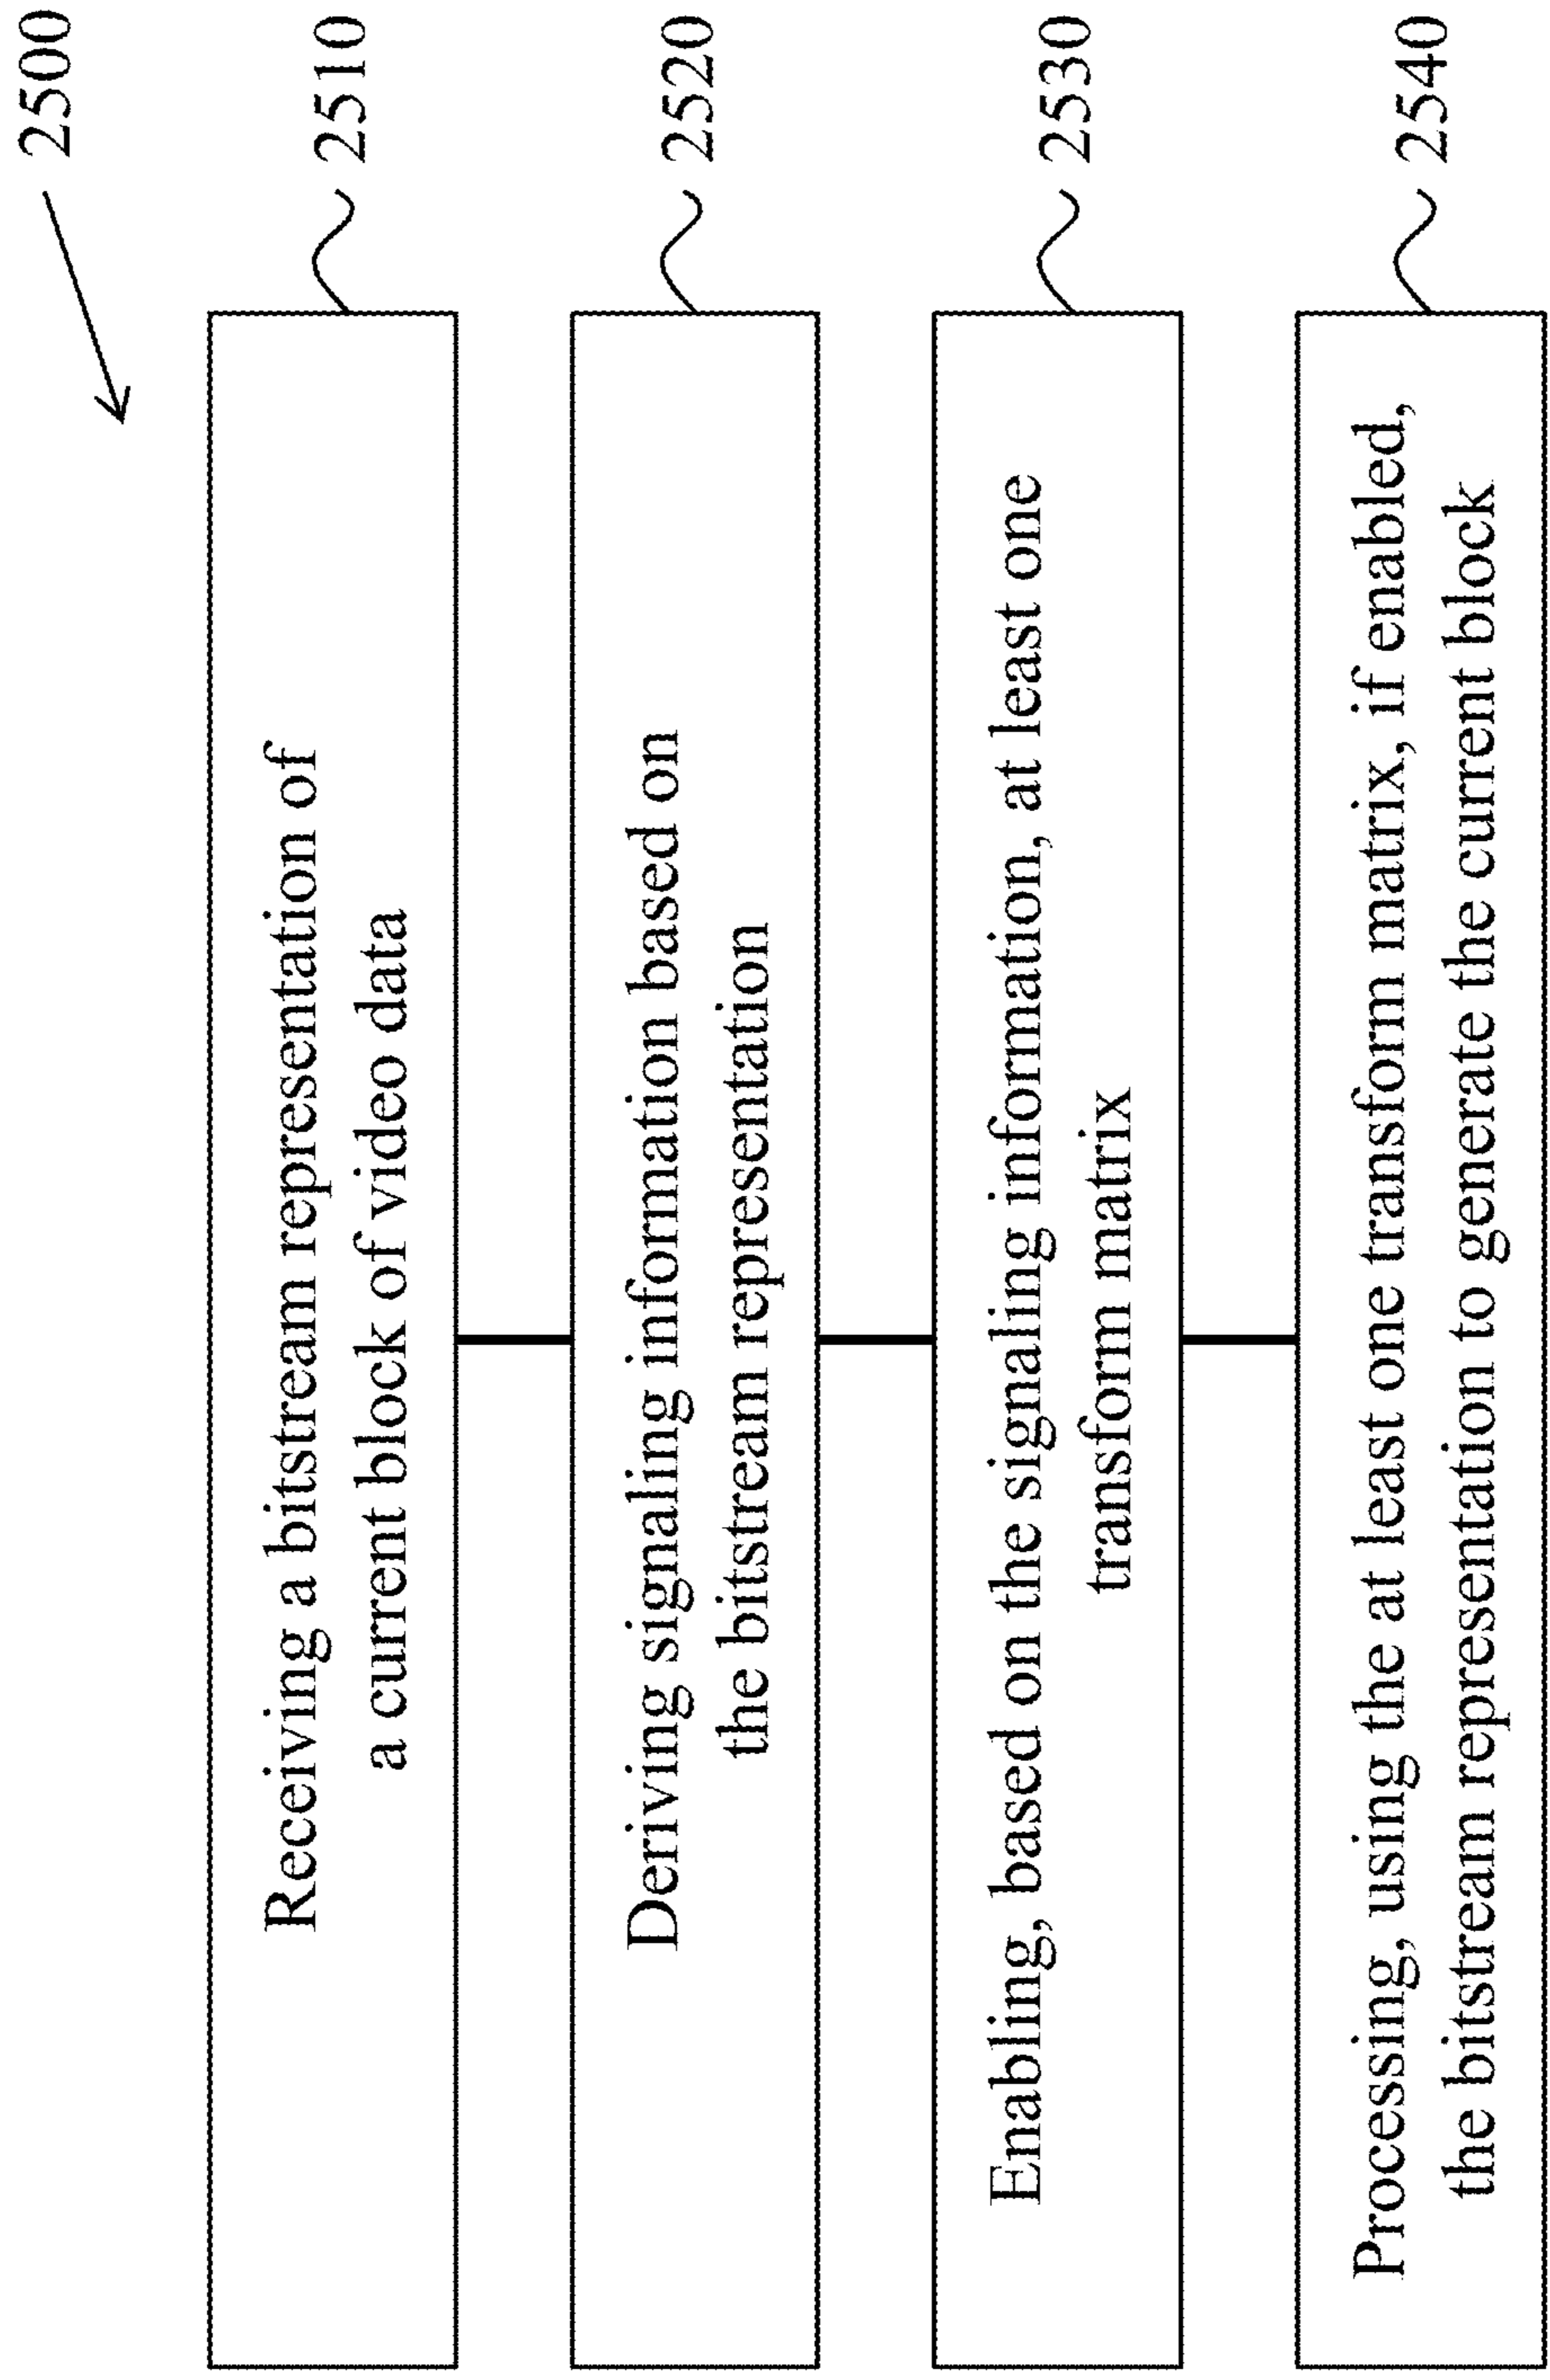 2500
Receiving a bitstream representation of
a current block of video data
2510
Deriving signaling information based on
the bitstream representation
2520
Enabling, based on the signaling information, at least one
transform matrix
2530
Processing, using the at least one transform matrix, if enabled,
the bitstream representation to generate the current block
2540